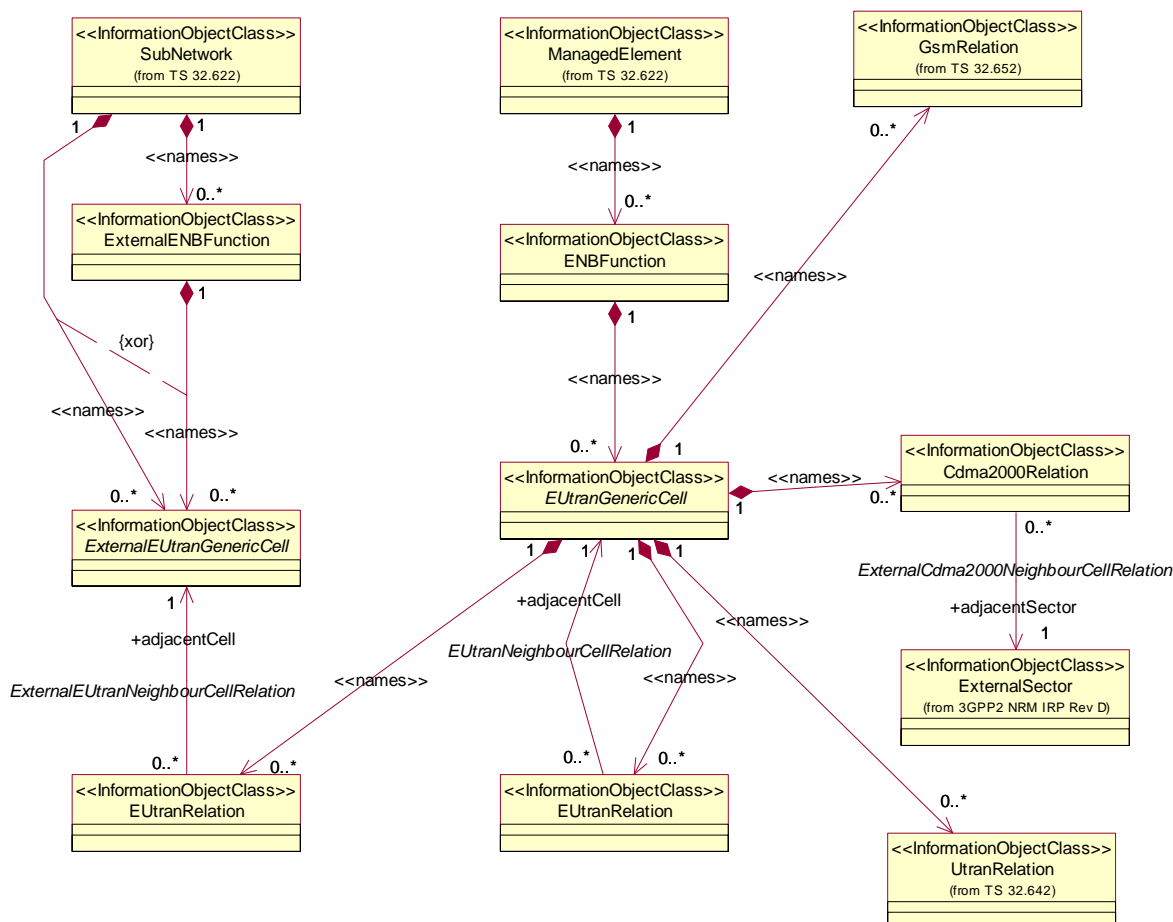 <<InformationObjectClass>>
SubNetwork
(from TS 32.622)
<<InformationObjectClass>>
ManagedElement
(from TS 32.622)
<<InformationObjectClass>>
GsmRelation
(from TS 32.652)
1
1
<<names>>
0..*
1
<<names>>
0..*
0..*
<<InformationObjectClass>>
ExternalENBFunction
<<InformationObjectClass>>
ENBFunction
1
{xor}
<<names>>
<<names>>
0..*
0..*
1
<<names>>
0..*
<<names>>
1
<<InformationObjectClass>>
ExternalEUtranGenericCell
<<InformationObjectClass>>
EUtranGenericCell
1
<<names>>
0..*
<<InformationObjectClass>>
Cdma2000Relation
0..*
ExternalCdma2000NeighbourCellRelation
+adjacentSector
1
<<InformationObjectClass>>
ExternalSector
(from 3GPP2 NRM IRP Rev D)
1
+adjacentCell
ExternalEUtranNeighbourCellRelation
0..*
1
<<names>>
0..*
1
+adjacentCell
EUtranNeighbourCellRelation
0..*
1
<<names>>
0..*
1
<<names>>
0..*
<<InformationObjectClass>>
EUtranRelation
<<InformationObjectClass>>
EUtranRelation
<<InformationObjectClass>>
UtranRelation
(from TS 32.642)